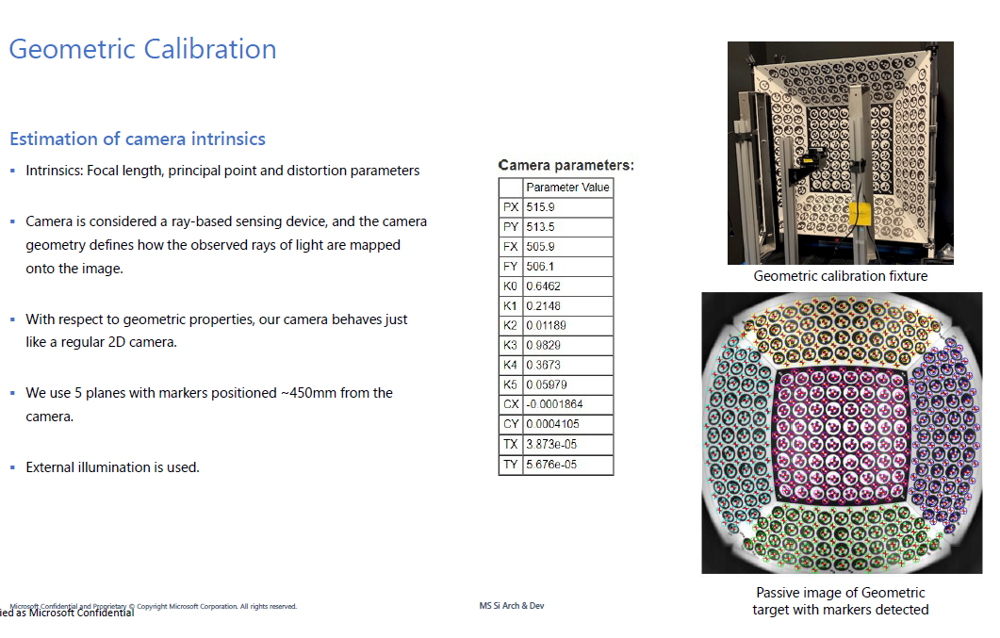 Geometric Calibration
Estimation of camera intrinsics
▪ Intrinsics: Focal length, principal point and distortion parameters
▪ Camera is considered a ray-based sensing device, and the camera
geometry defines how the observed rays of light are mapped
onto the image.
▪ With respect to geometric properties, our camera behaves just
like a regular 2D camera.
▪ We use 5 planes with markers positioned ~450mm from the
camera.
▪ External illumination is used.
Camera parameters:
Parameter Value
PX 515.9
PY 513.5
FX 505.9
FY 506.1
K0 0.6462
K1 0.2148
K2 0.01189
K3 0.9829
K4 0.3673
K5 0.05979
CX -0.0001864
CY 0.0004105
TX 3.873e-05
TY 5.676e-05
Geometric calibration fixture
Passive image of Geometric
target with markers detected
Microsoft Confidential and Proprietary © Copyright Microsoft Corporation. All rights reserved.
ied as Microsoft Confidential
MS Si Arch & Dev